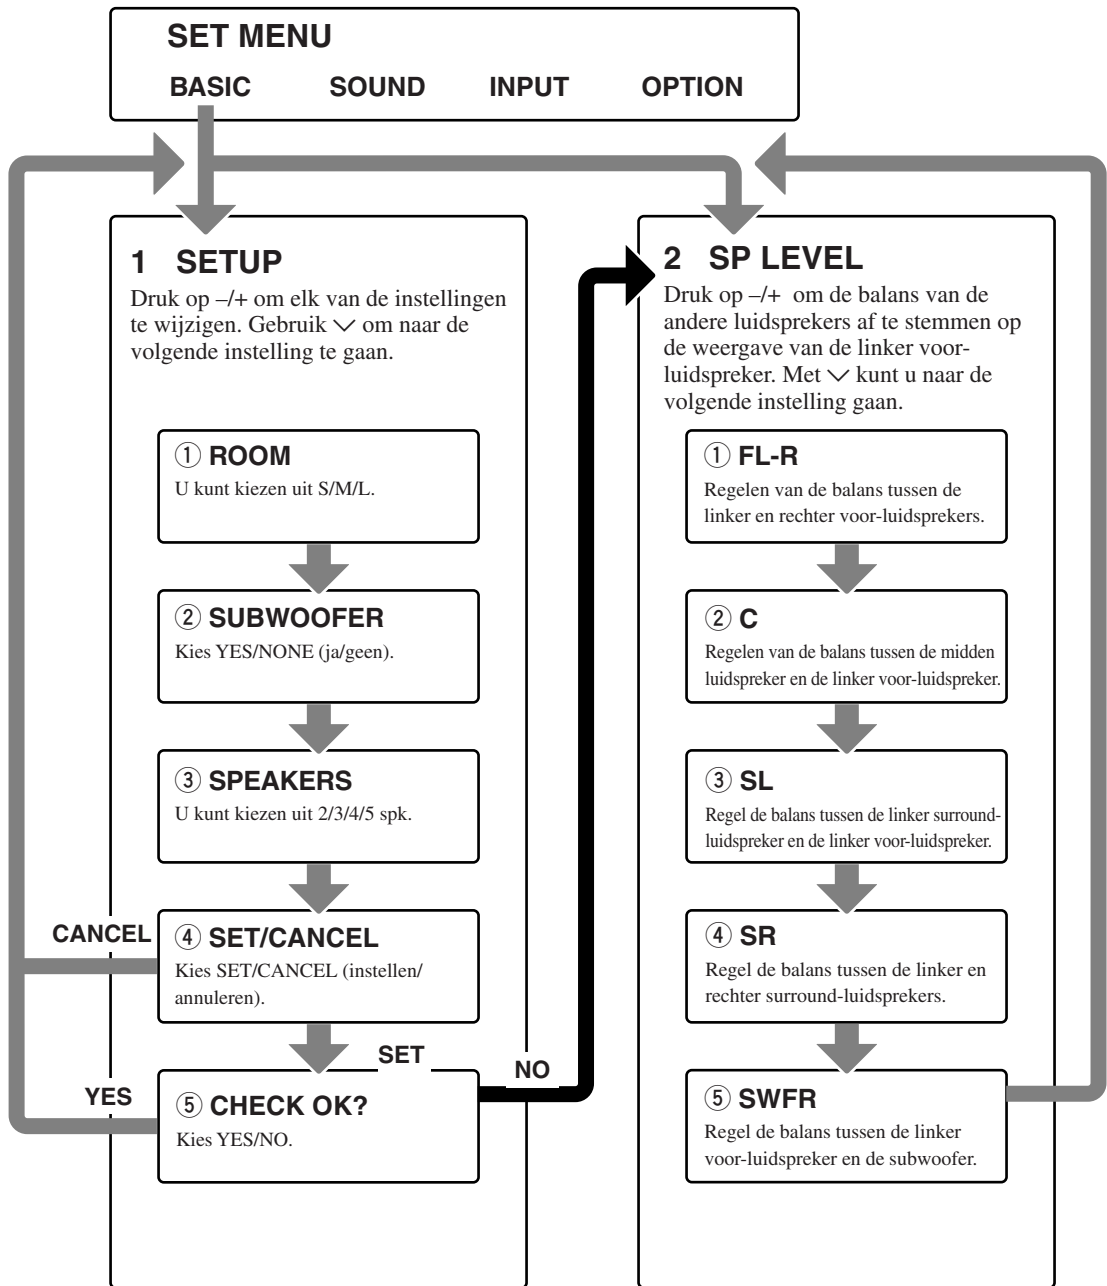 SET MENU
BASIC SOUND INPUT OPTION
1 SETUP
Druk op –/+ om elk van de instellingen
te wijzigen. Gebruik ﹀ om naar de
volgende instelling te gaan.
① ROOM
U kunt kiezen uit S/M/L.
② SUBWOOFER
Kies YES/NONE (ja/geen).
③ SPEAKERS
U kunt kiezen uit 2/3/4/5 spk.
CANCEL
④ SET/CANCEL
Kies SET/CANCEL (instellen/
annuleren).
SET
NO
YES
⑤ CHECK OK?
Kies YES/NO.
2 SP LEVEL
Druk op –/+ om de balans van de
andere luidsprekers af te stemmen op
de weergave van de linker voor-
luidspreker. Met ﹀ kunt u naar de
volgende instelling gaan.
① FL-R
Regelen van de balans tussen de
linker en rechter voor-luidsprekers.
② C
Regelen van de balans tussen de midden
luidspreker en de linker voor-luidspreker.
③ SL
Regel de balans tussen de linker surround-
luidspreker en de linker voor-luidspreker.
④ SR
Regel de balans tussen de linker en
rechter surround-luidsprekers.
⑤ SWFR
Regel de balans tussen de linker
voor-luidspreker en de subwoofer.